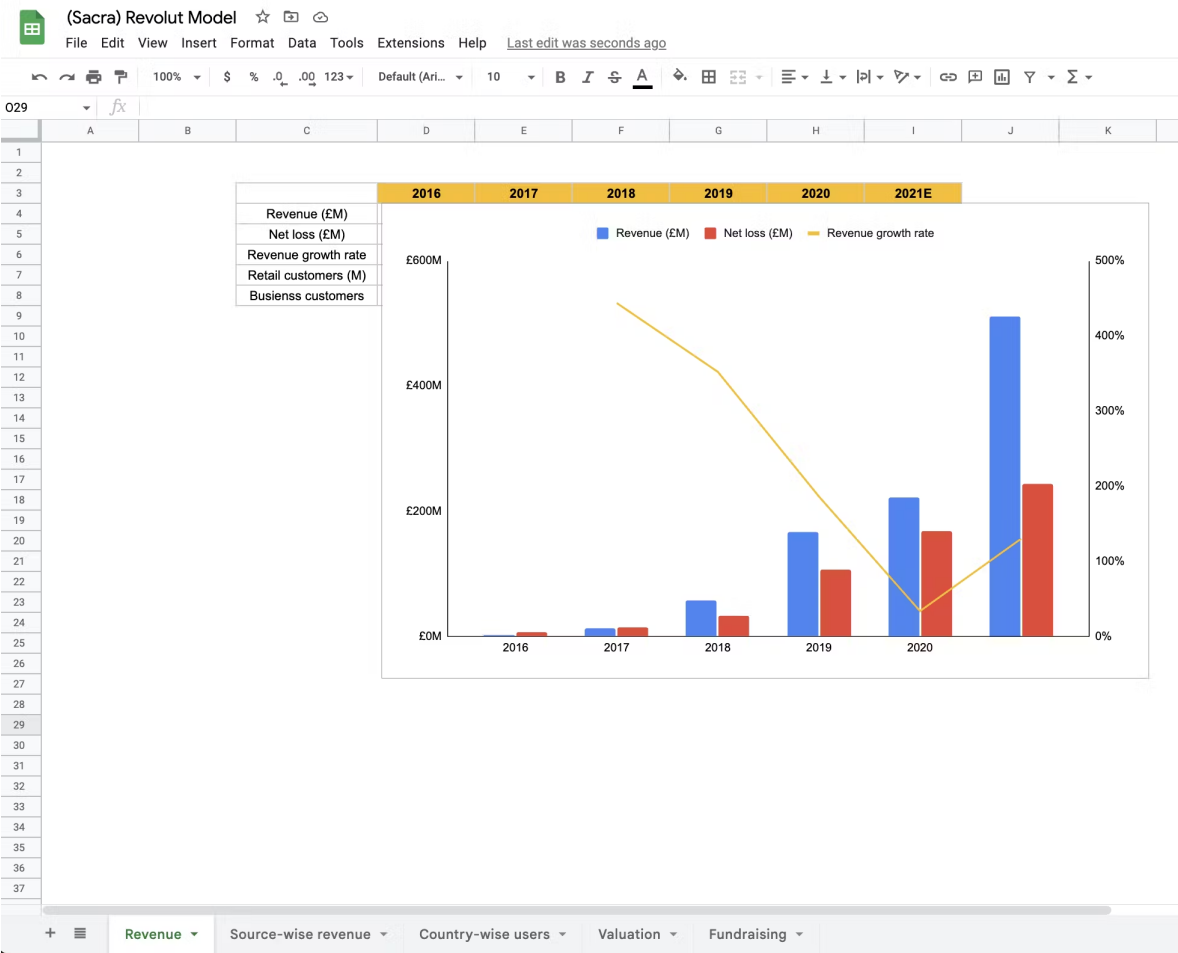 (Sacra) Revolut Model
File Edit View Insert Format Data Tools Extensions Help Last edit was seconds ago
100% $ % .0 .00 123 Default (Ari... 10 B I S A Σ
O29 fx
A B C D E F G H I J K
1
2
3 2016 2017 2018 2019 2020 2021E
4 Revenue (£M)
5 Net loss (£M) Revenue (£M) Net loss (£M) Revenue growth rate
6 Revenue growth rate £600M 500%
7 Retail customers (M)
8 Busienss customers
9
10 400%
11
12 £400M
13
14 300%
15
16
17 200%
18
19 £200M
20
21 100%
22
23
24
25 £0M 2016 2017 2018 2019 2020 0%
26
27
28
29
30
31
32
33
34
35
36
37
+ Revenue Source-wise revenue Country-wise users Valuation Fundraising